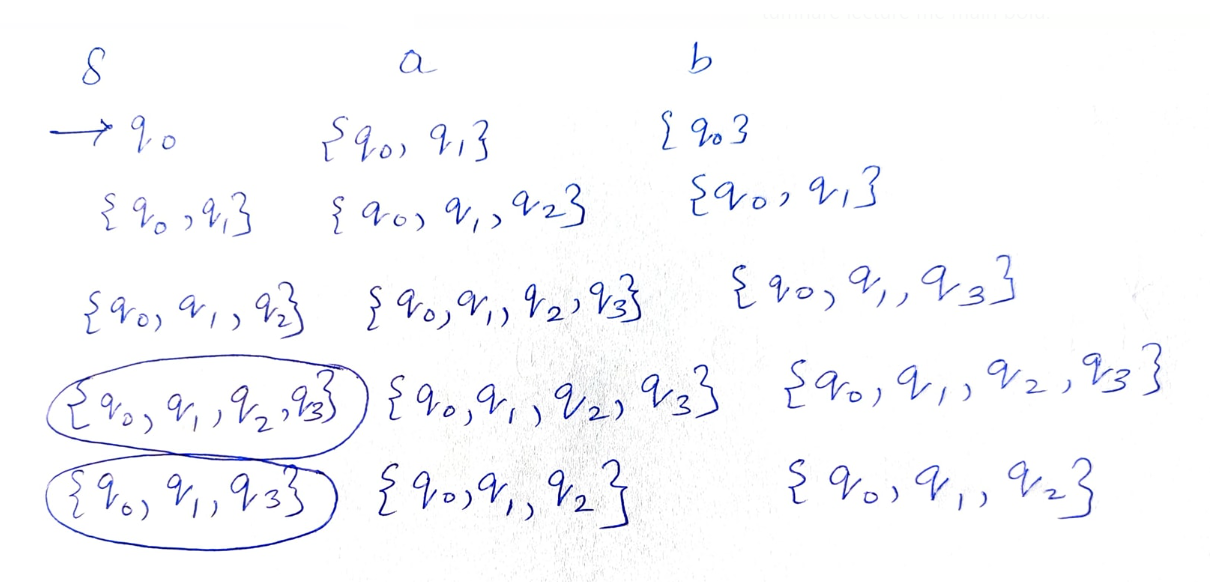 δ a b
→ q0 {q0, q1} {q0}
{q0, q1} {q0, q1, q2} {q0, q1}
{q0, q1, q2} {q0, q1, q2, q3} {q0, q1, q3}
{q0, q1, q2, q3} {q0, q1, q2, q3} {q0, q1, q2, q3}
{q0, q1, q3} {q0, q1, q2} {q0, q1, q2}